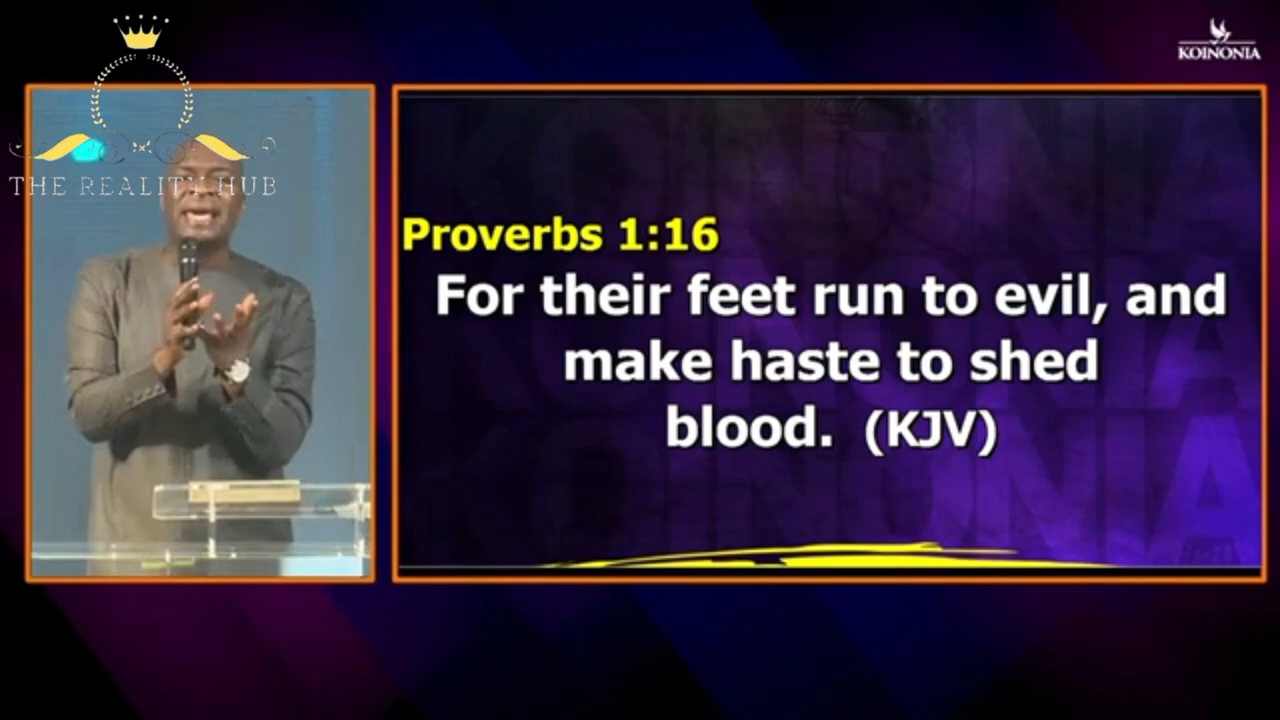 KOINONIA
THE REALITY HUB
Proverbs 1:16
For their feet run to evil, and
make haste to shed
blood. (KJV)